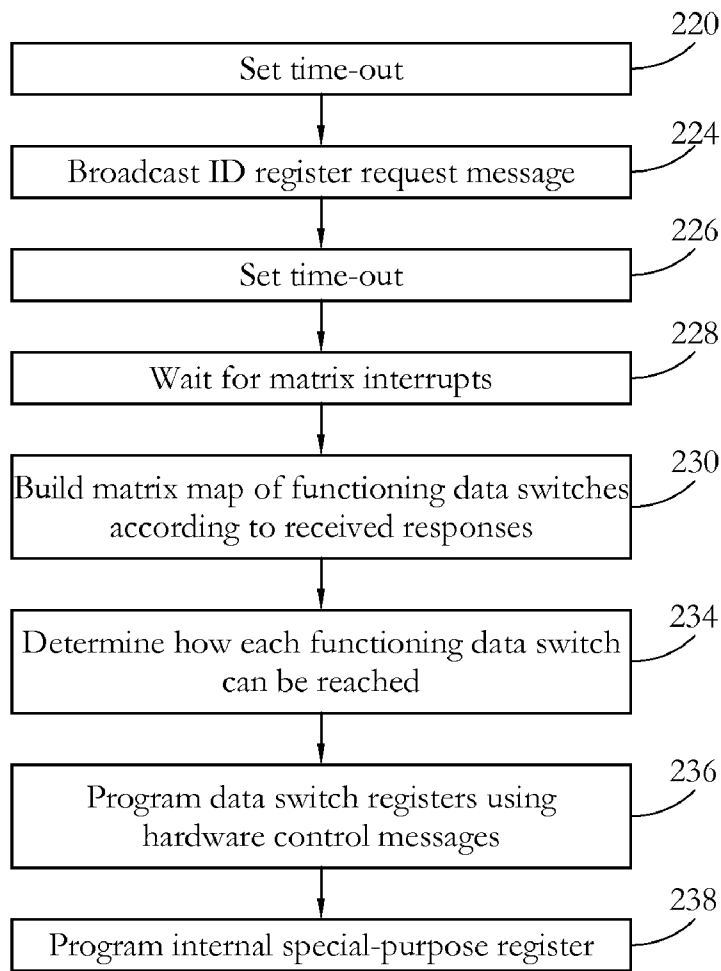 220
Set time-out
224
Broadcast ID register request message
226
Set time-out
228
Wait for matrix interrupts
230
Build matrix map of functioning data switches
according to received responses
234
Determine how each functioning data switch
can be reached
236
Program data switch registers using
hardware control messages
238
Program internal special-purpose register